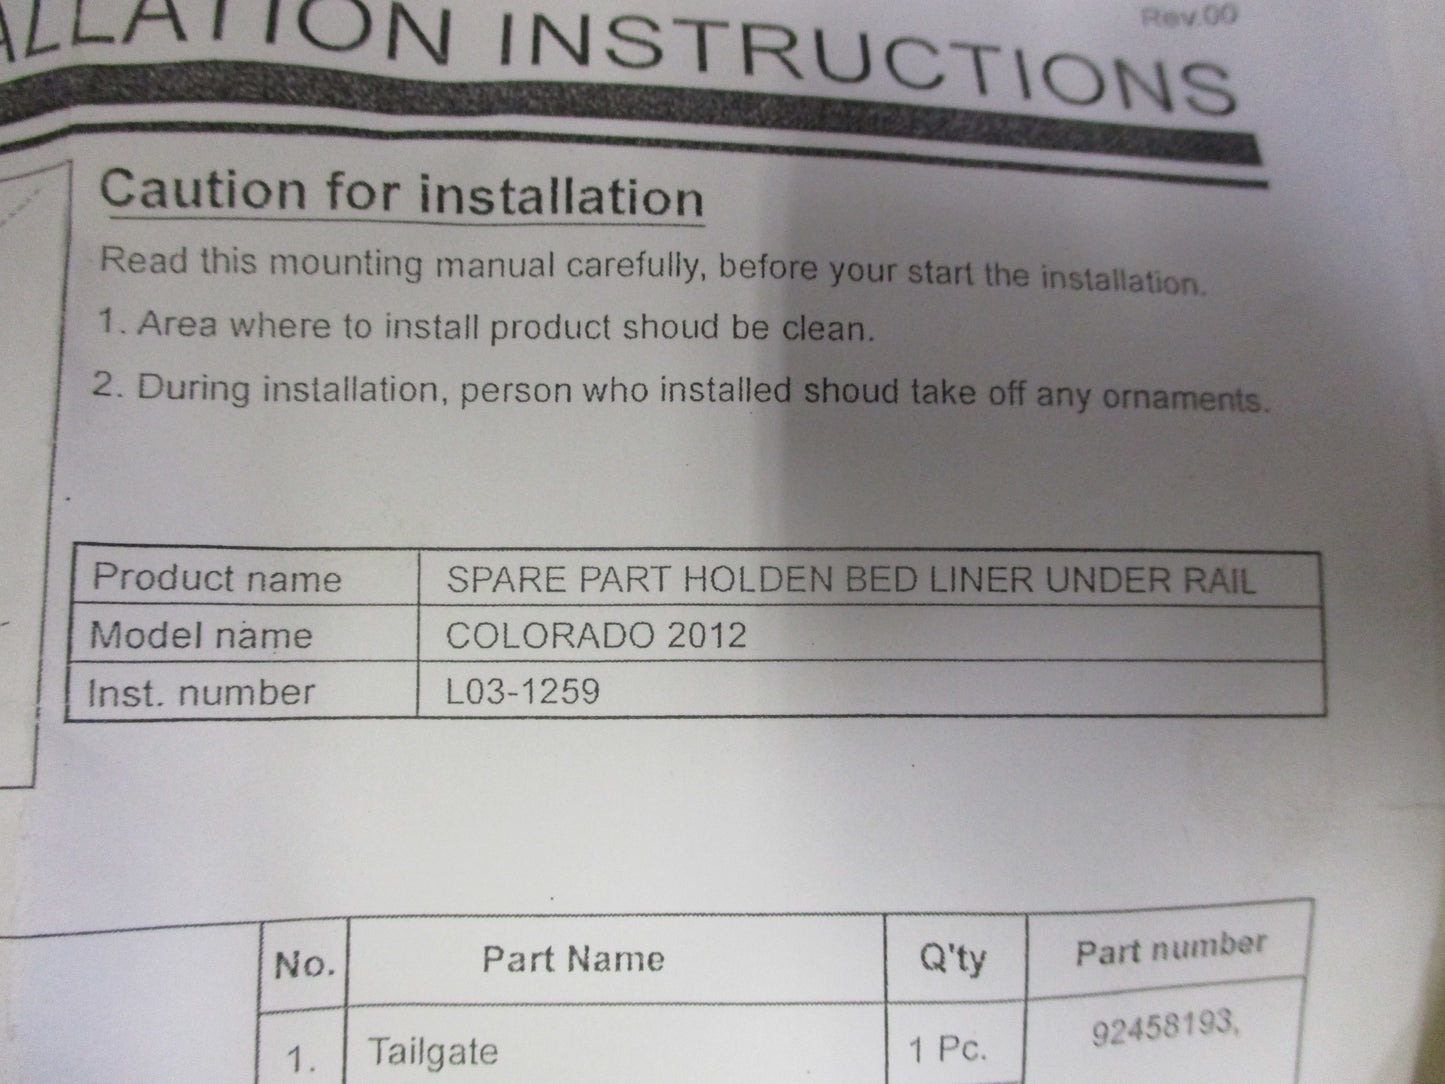 Rev.00
ALLATION INSTRUCTIONS
Caution for installation
Read this mounting manual carefully, before your start the installation.
1. Area where to install product shoud be clean.
2. During installation, person who installed shoud take off any ornaments.
Product name SPARE PART HOLDEN BED LINER UNDER RAIL
Model name COLORADO 2012
Inst. number L03-1259
No. Part Name Q'ty Part number
1. Tailgate 1 Pc. 92458193,